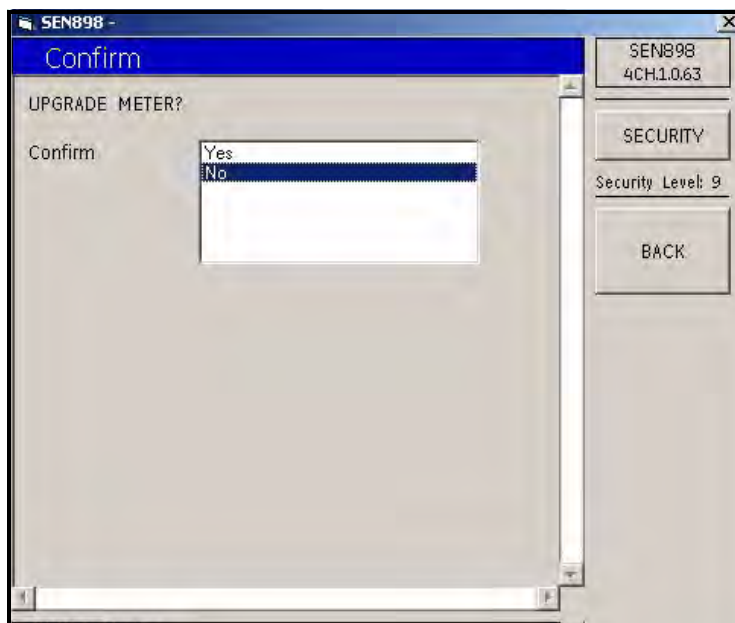 SEN898 -
Confirm
UPGRADE METER?
Confirm
Yes
No
SEN898
4CH.1.0.63
SECURITY
Security Level: 9
BACK